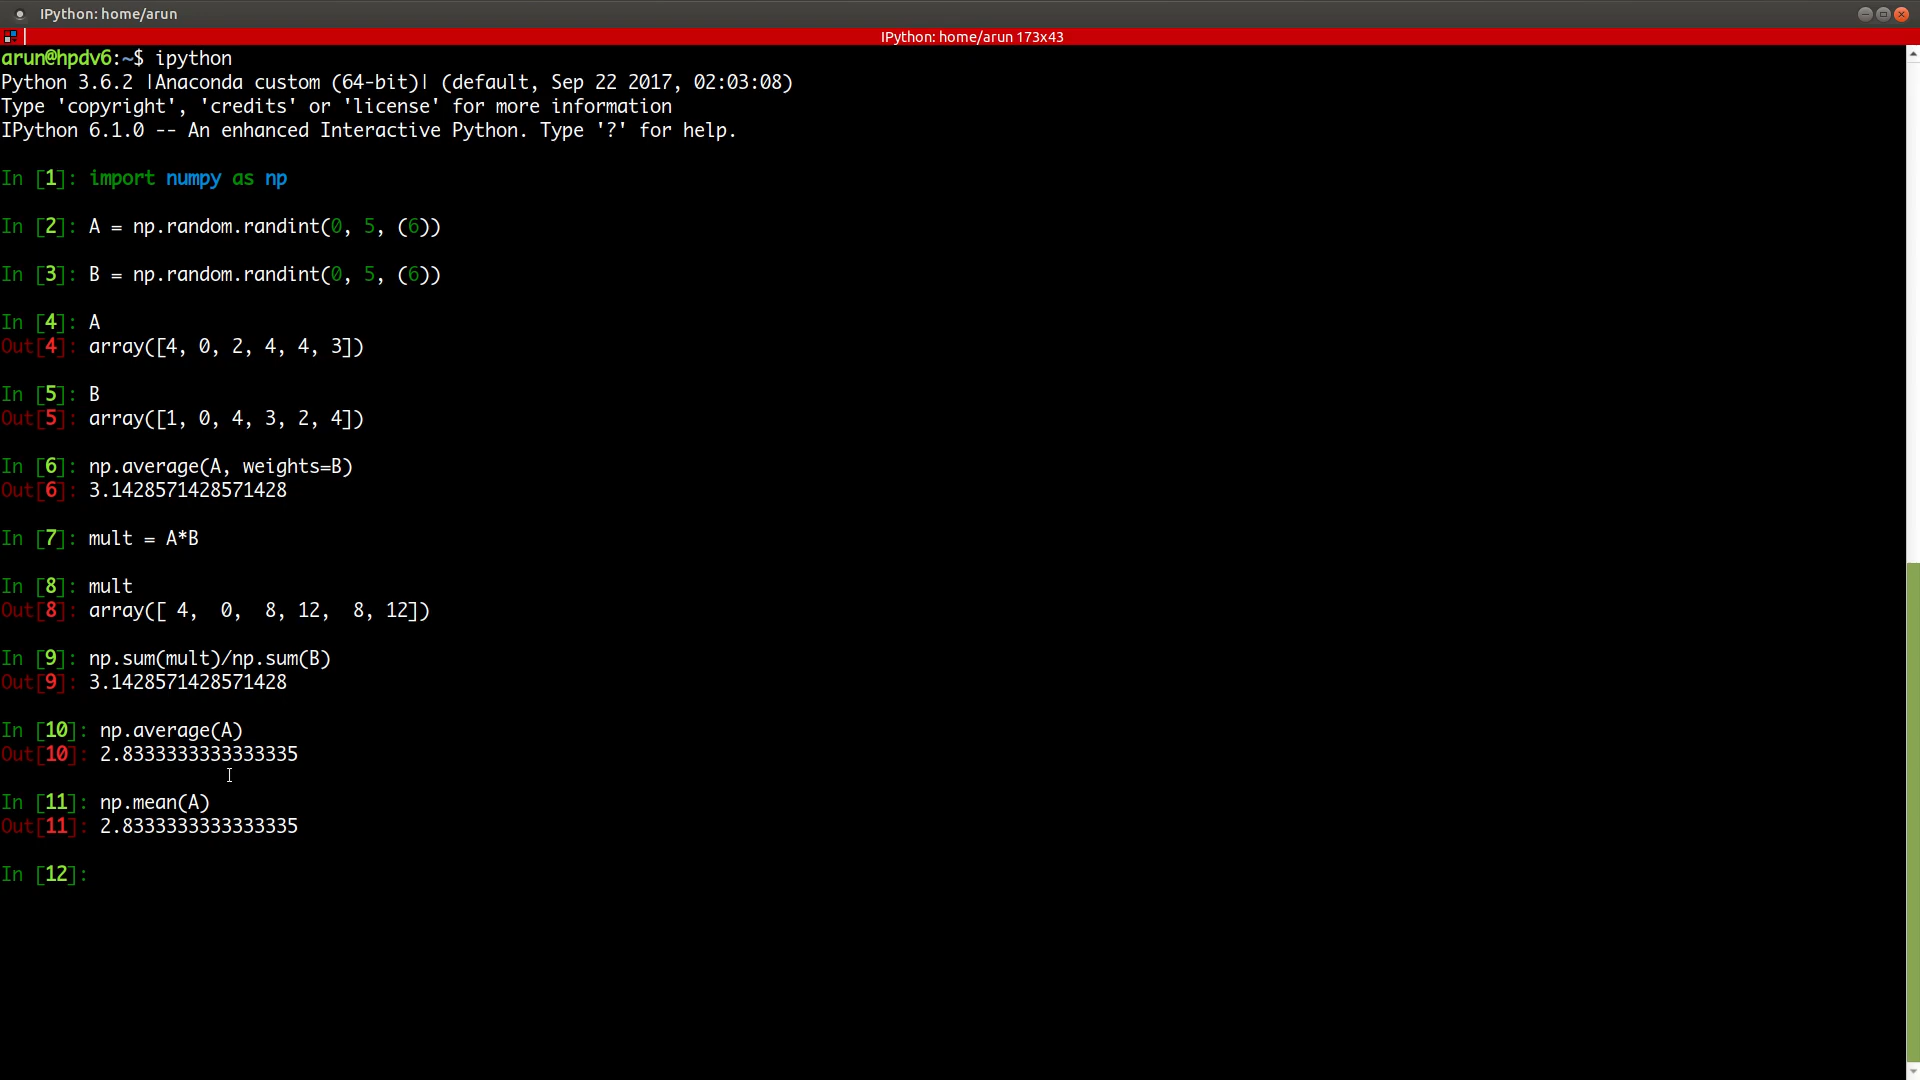 IPython: home/arun
IPython: home/arun 173x43
arun@hpdv6:~$ ipython
Python 3.6.2 |Anaconda custom (64-bit)| (default, Sep 22 2017, 02:03:08)
Type 'copyright', 'credits' or 'license' for more information
IPython 6.1.0 -- An enhanced Interactive Python. Type '?' for help.
In [1]: import numpy as np
In [2]: A = np.random.randint(0, 5, (6))
In [3]: B = np.random.randint(0, 5, (6))
In [4]: A
Out[4]: array([4, 0, 2, 4, 4, 3])
In [5]: B
Out[5]: array([1, 0, 4, 3, 2, 4])
In [6]: np.average(A, weights=B)
Out[6]: 3.1428571428571428
In [7]: mult = A*B
In [8]: mult
Out[8]: array([ 4,  0,  8, 12,  8, 12])
In [9]: np.sum(mult)/np.sum(B)
Out[9]: 3.1428571428571428
In [10]: np.average(A)
Out[10]: 2.8333333333333335
In [11]: np.mean(A)
Out[11]: 2.8333333333333335
In [12]: